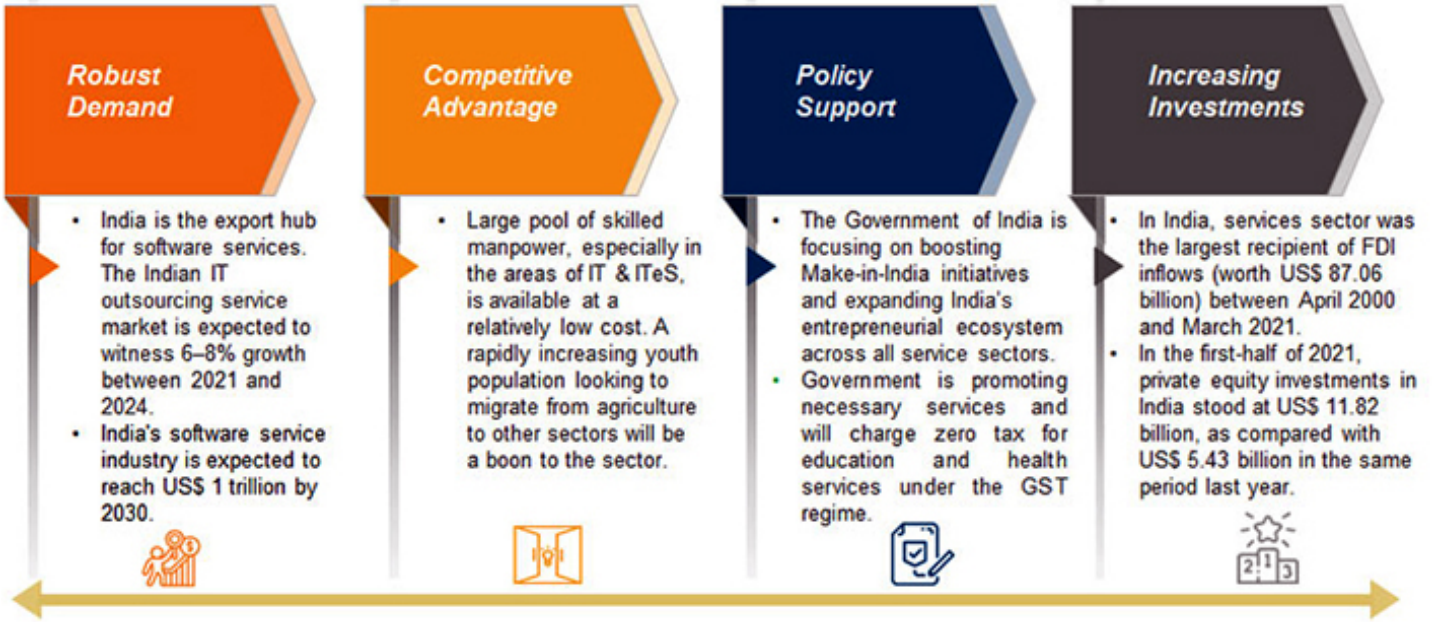 Robust
Demand
• India is the export hub
for software services.
The Indian IT
outsourcing service
market is expected to
witness 6–8% growth
between 2021 and
2024.
• India's software service
industry is expected to
reach US$ 1 trillion by
2030.
Competitive
Advantage
• Large pool of skilled
manpower, especially in
the areas of IT & ITeS,
is available at a
relatively low cost. A
rapidly increasing youth
population looking to
migrate from agriculture
to other sectors will be
a boon to the sector.
Policy
Support
• The Government of India is
focusing on boosting
Make-in-India initiatives
and expanding India's
entrepreneurial ecosystem
across all service sectors.
• Government is promoting
necessary services and
will charge zero tax for
education and health
services under the GST
regime.
Increasing
Investments
• In India, services sector was
the largest recipient of FDI
inflows (worth US$ 87.06
billion) between April 2000
and March 2021.
• In the first-half of 2021,
private equity investments in
India stood at US$ 11.82
billion, as compared with
US$ 5.43 billion in the same
period last year.
$
2 1 3